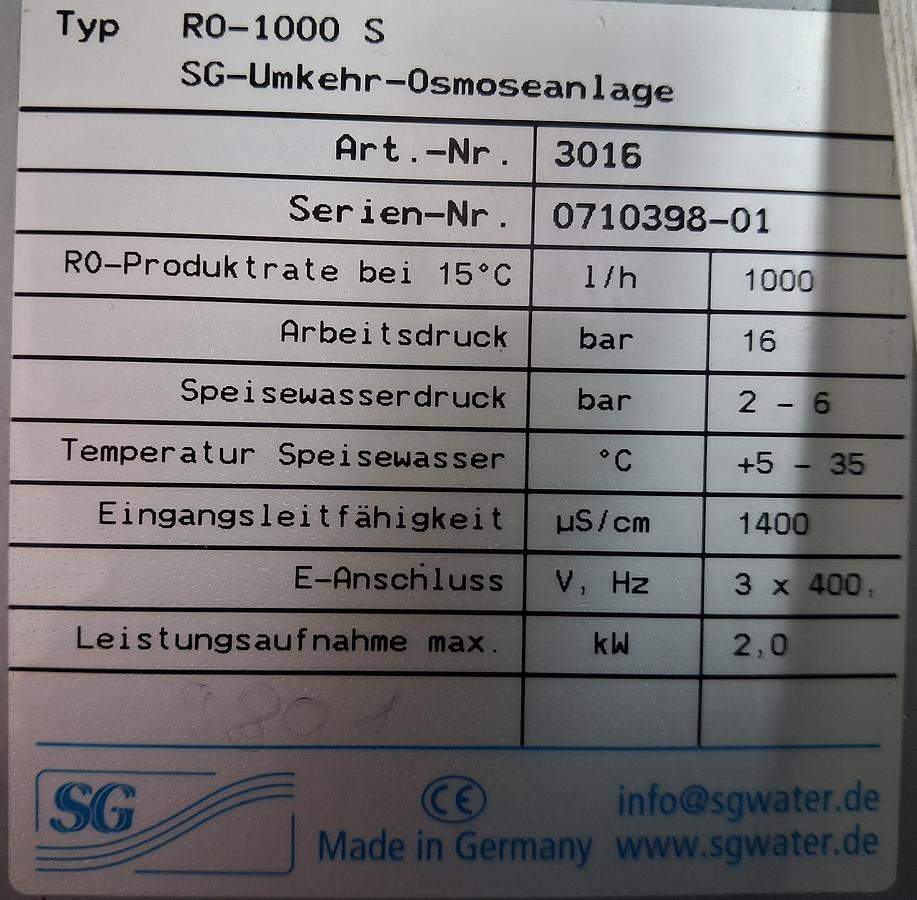 Typ RO-1000 S
SG-Umkehr-Osmoseanlage
Art.-Nr. 3016
Serien-Nr. 0710398-01
RO-Produktrate bei 15°C l/h 1000
Arbeitsdruck bar 16
Speisewasserdruck bar 2 - 6
Temperatur Speisewasser °C +5 - 35
Eingangsleitfähigkeit µS/cm 1400
E-Anschluss V, Hz 3 x 400,
Leistungsaufnahme max. kW 2,0
SG CE info@sgwater.de
Made in Germany www.sgwater.de